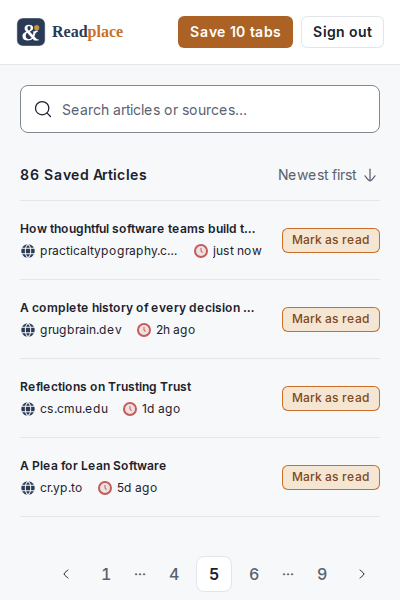 & Readplace
Save 10 tabs
Sign out
Search articles or sources...
86 Saved Articles
Newest first
How thoughtful software teams build t...
practicaltypography.c...
just now
Mark as read
A complete history of every decision ...
grugbrain.dev
2h ago
Mark as read
Reflections on Trusting Trust
cs.cmu.edu
1d ago
Mark as read
A Plea for Lean Software
cr.yp.to
5d ago
Mark as read
1 ... 4 5 6 ... 9